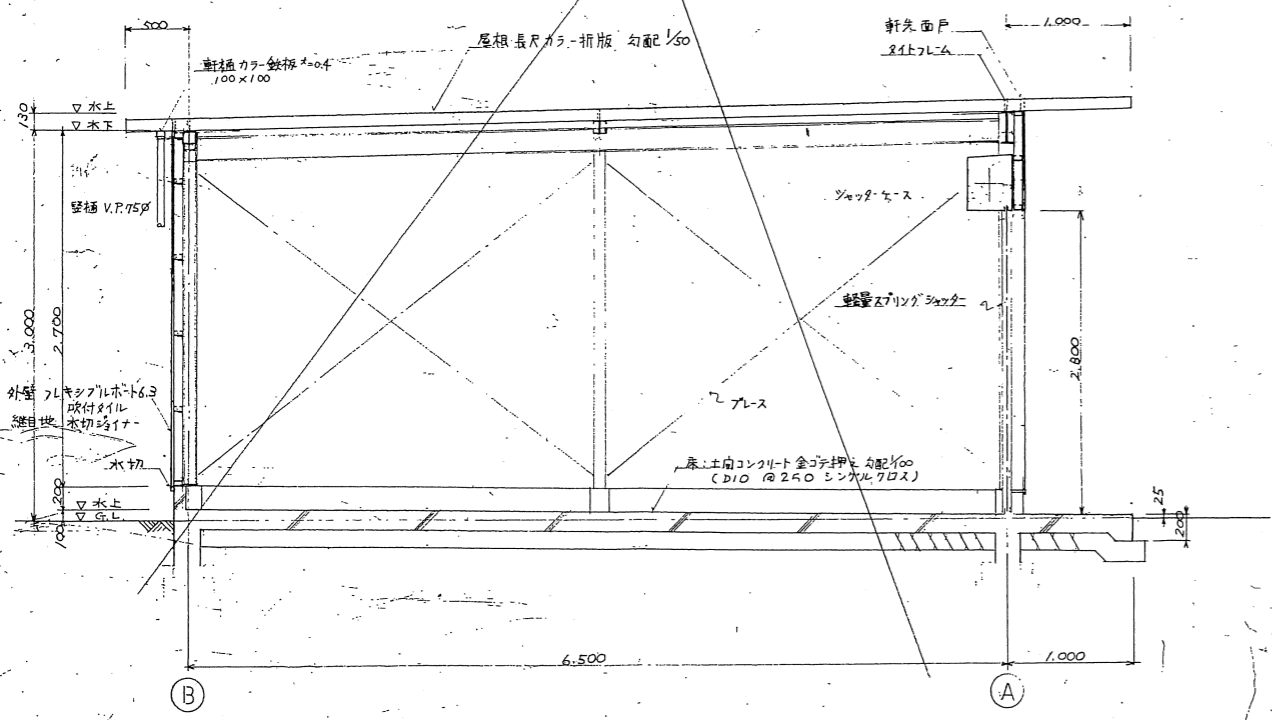 500
1.000
屋根 長尺カラー折版 勾配 1/50
軒先面戸
タイトフレーム
軒樋 カラー鉄板 t=0.4
100×100
130
▽ 水上
▽ 水下
竪樋 V.P.75φ
シャッターケース
軽量スプリングシャッター
3.000
2.700
2.800
外壁 フレキシブルボード6.3
吹付タイル
継目地 水切ジョイナー
ブレース
水切
床:土間コンクリート金ゴテ押エ 勾配1/100
(D10 @250 シングルクロス)
200
▽ 水上
▽ G.L.
100
25
200
6.500
1.000
B
A